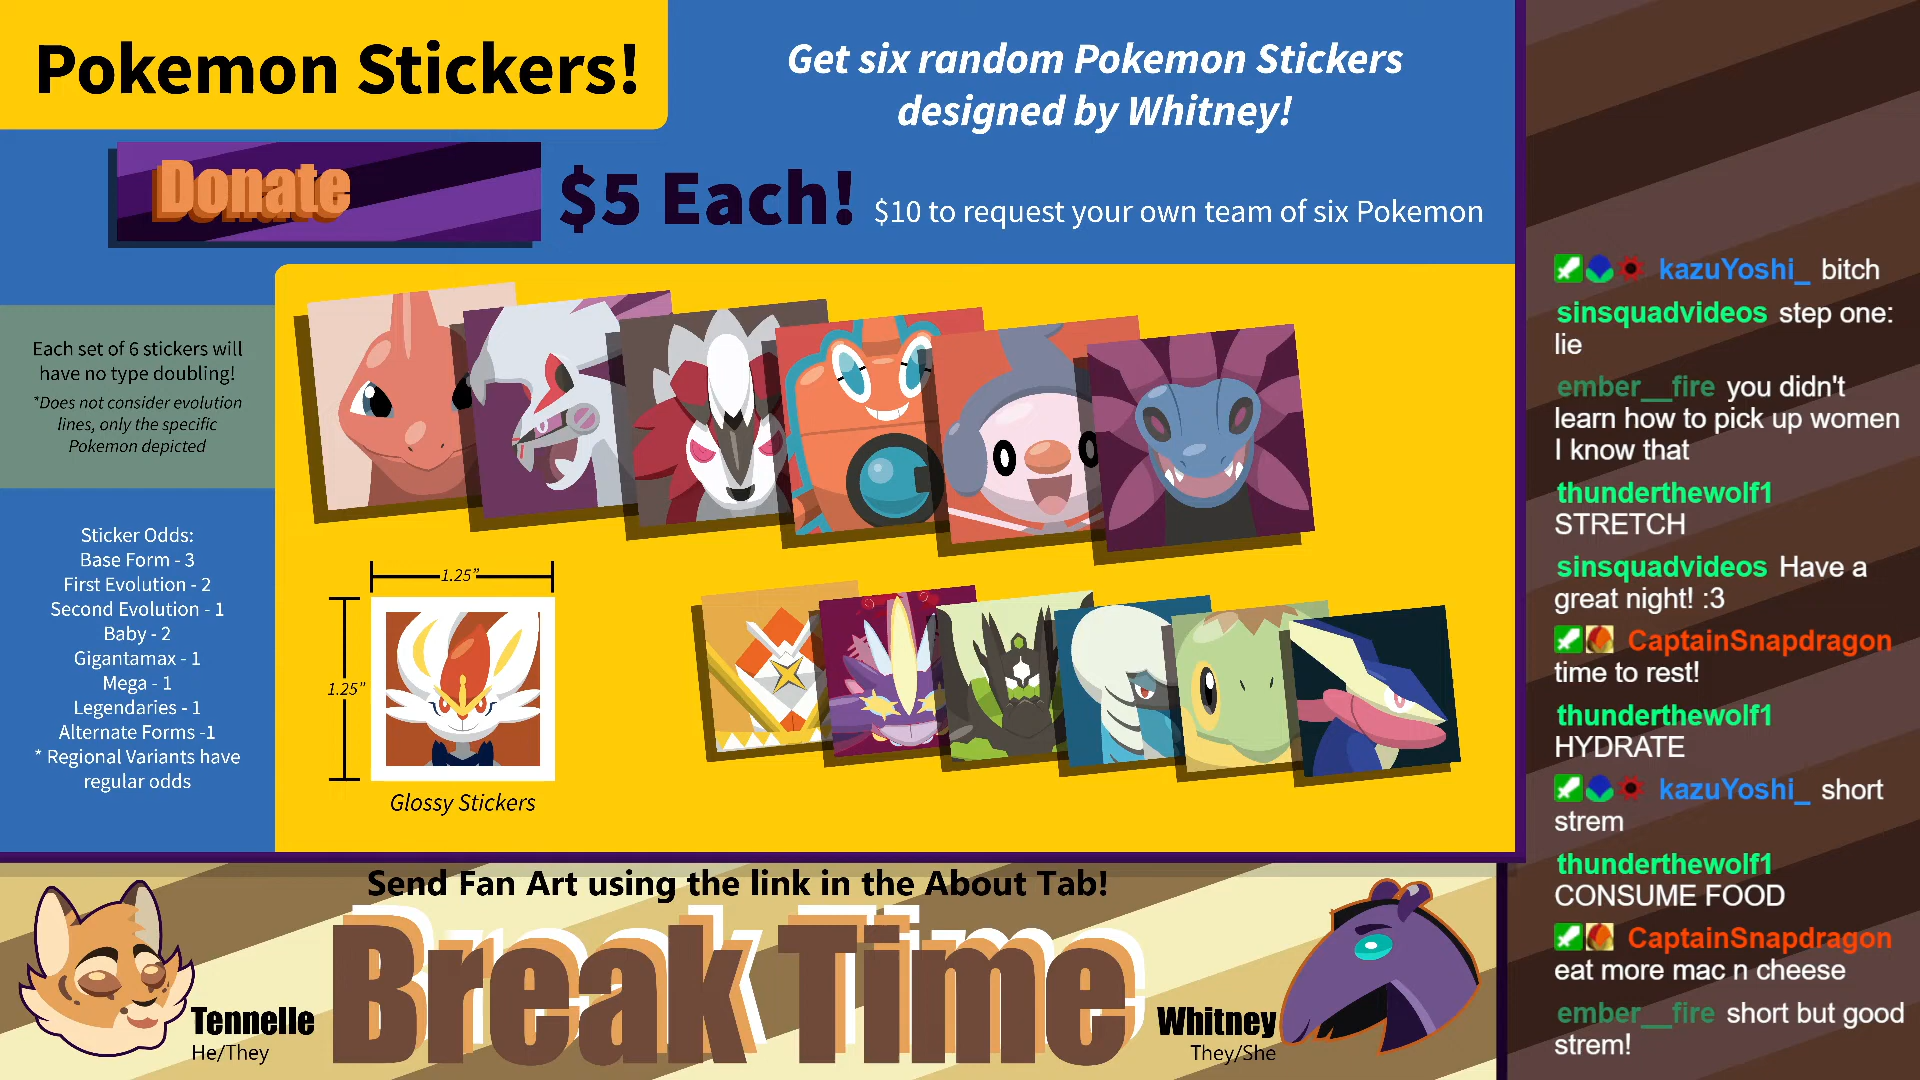 Pokemon Stickers!
Get six random Pokemon Stickers
designed by Whitney!
Donate
$5 Each!
$10 to request your own team of six Pokemon
Each set of 6 stickers will
have no type doubling!
*Does not consider evolution
lines, only the specific
Pokemon depicted
Sticker Odds:
Base Form - 3
First Evolution - 2
Second Evolution - 1
Baby - 2
Gigantamax - 1
Mega - 1
Legendaries - 1
Alternate Forms -1
* Regional Variants have
regular odds
1.25"
1.25"
Glossy Stickers
Send Fan Art using the link in the About Tab!
Break Time
Tennelle
He/They
Whitney
They/She
kazuYoshi_ bitch
sinsquadvideos step one:
lie
ember__fire you didn't
learn how to pick up women
I know that
thunderthewolf1
STRETCH
sinsquadvideos Have a
great night! :3
CaptainSnapdragon
time to rest!
thunderthewolf1
HYDRATE
kazuYoshi_ short
strem
thunderthewolf1
CONSUME FOOD
CaptainSnapdragon
eat more mac n cheese
ember__fire short but good
strem!